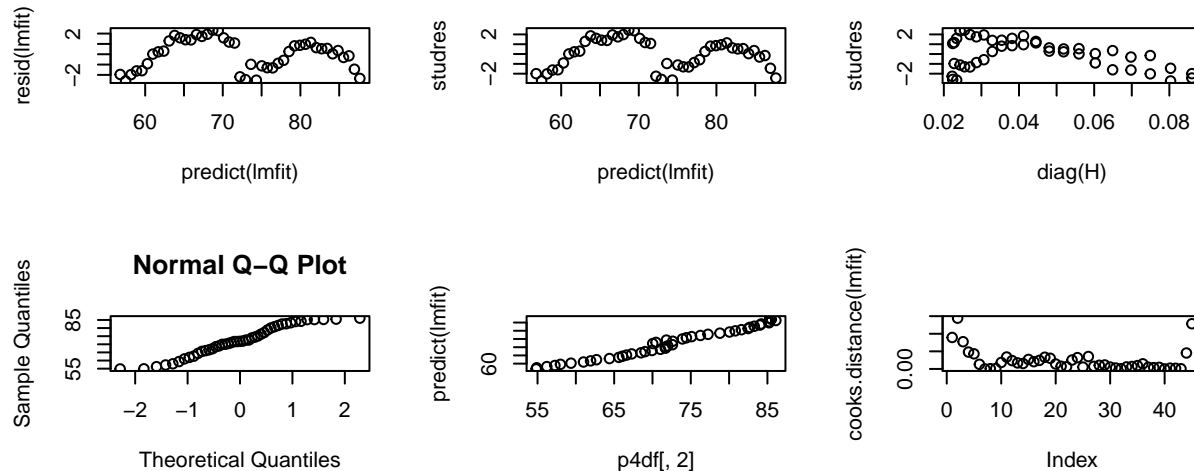 resid(lmfit)
2
−2
60
80
predict(lmfit)
studres
2
−2
60
80
predict(lmfit)
studres
2
−2
0.02
0.04
0.06
0.08
diag(H)
Normal Q−Q Plot
Sample Quantiles
85
55
−2
−1
0
1
2
Theoretical Quantiles
predict(lmfit)
60
55
65
75
85
p4df[, 2]
cooks.distance(lmfit)
0.00
0
10
20
30
40
Index